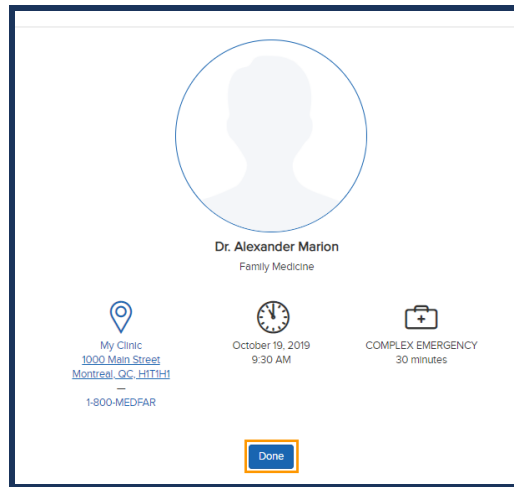 Dr. Alexander Marion
Family Medicine
My Clinic
1000 Main Street
Montreal, QC, H1T1H1
—
1-800-MEDFAR
October 19, 2019
9:30 AM
COMPLEX EMERGENCY
30 minutes
Done